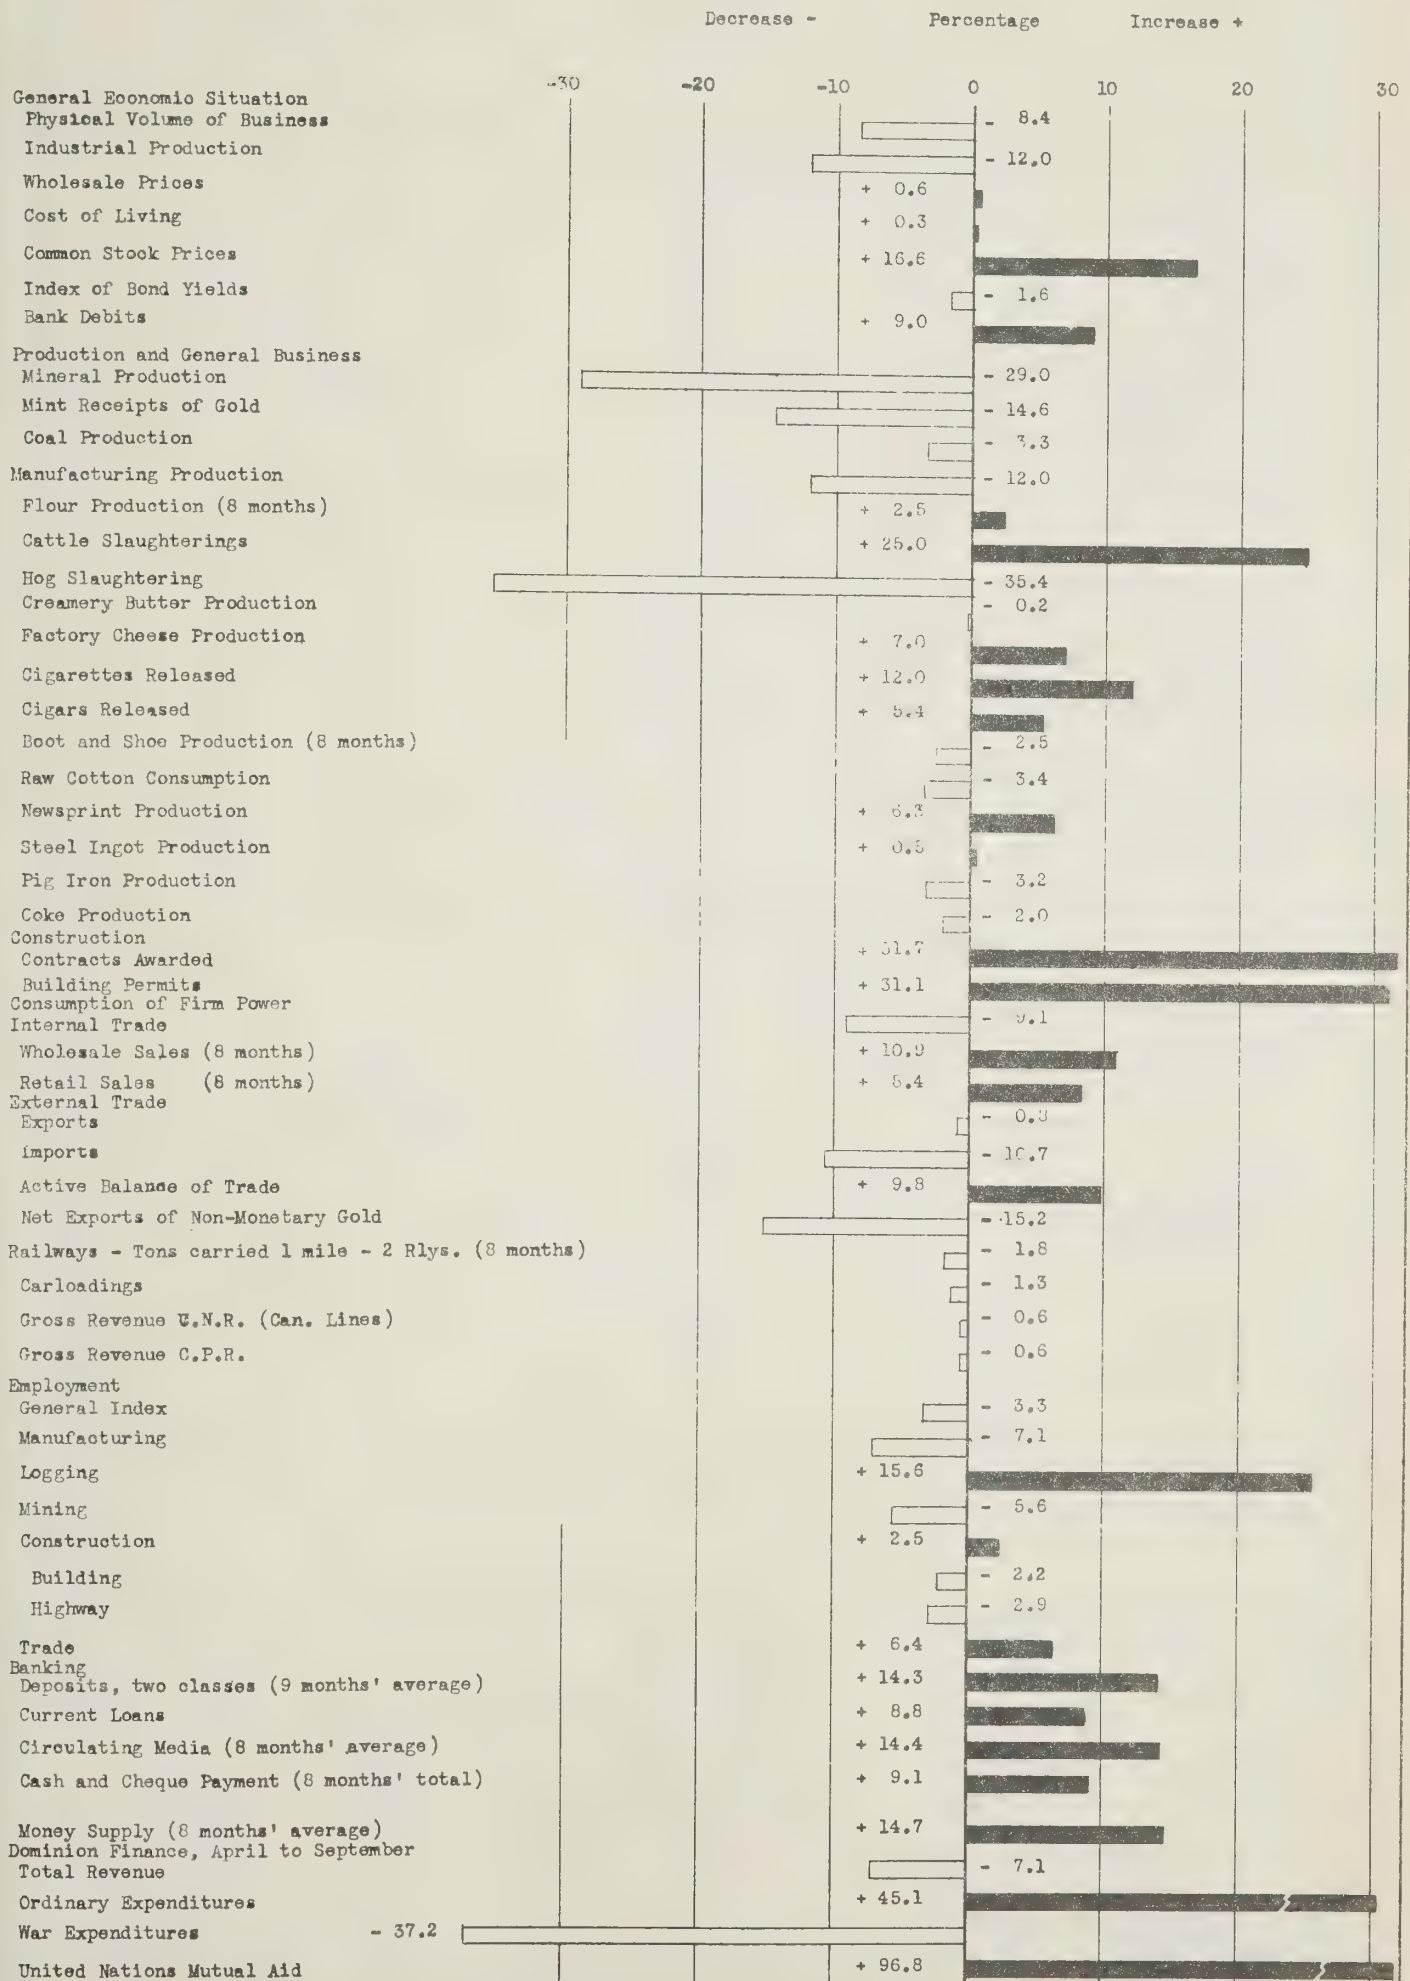 Decrease - Percentage Increase +
-30 -20 -10 0 10 20 30
General Economic Situation
Physical Volume of Business - 8.4
Industrial Production - 12.0
Wholesale Prices + 0.6
Cost of Living + 0.3
Common Stock Prices + 16.6
Index of Bond Yields - 1.6
Bank Debits + 9.0
Production and General Business
Mineral Production - 29.0
Mint Receipts of Gold - 14.6
Coal Production - 3.3
Manufacturing Production - 12.0
Flour Production (8 months) + 2.5
Cattle Slaughterings + 25.0
Hog Slaughtering - 35.4
Creamery Butter Production - 0.2
Factory Cheese Production + 7.0
Cigarettes Released + 12.0
Cigars Released + 5.4
Boot and Shoe Production (8 months) - 2.5
Raw Cotton Consumption - 3.4
Newsprint Production + 6.3
Steel Ingot Production + 0.5
Pig Iron Production - 3.2
Coke Production - 2.0
Construction
Contracts Awarded + 31.7
Building Permits + 31.1
Consumption of Firm Power
Internal Trade - 9.1
Wholesale Sales (8 months) + 10.9
Retail Sales (8 months) + 8.4
External Trade
Exports -
Imports - 10.7
Active Balance of Trade + 9.8
Net Exports of Non-Monetary Gold - 15.2
Railways - Tons carried 1 mile - 2 Rlys. (8 months) - 1.8
Carloadings - 1.3
Gross Revenue C.N.R. (Can. Lines) - 0.6
Gross Revenue C.P.R. - 0.6
Employment
General Index - 3.3
Manufacturing - 7.1
Logging + 15.6
Mining - 5.6
Construction + 2.5
Building - 2.2
Highway - 2.9
Trade + 6.4
Banking
Deposits, two classes (9 months' average) + 14.3
Current Loans + 8.8
Circulating Media (8 months' average) + 14.4
Cash and Cheque Payment (8 months' total) + 9.1
Money Supply (8 months' average) + 14.7
Dominion Finance, April to September
Total Revenue - 7.1
Ordinary Expenditures + 45.1
War Expenditures - 37.2
United Nations Mutual Aid + 96.8